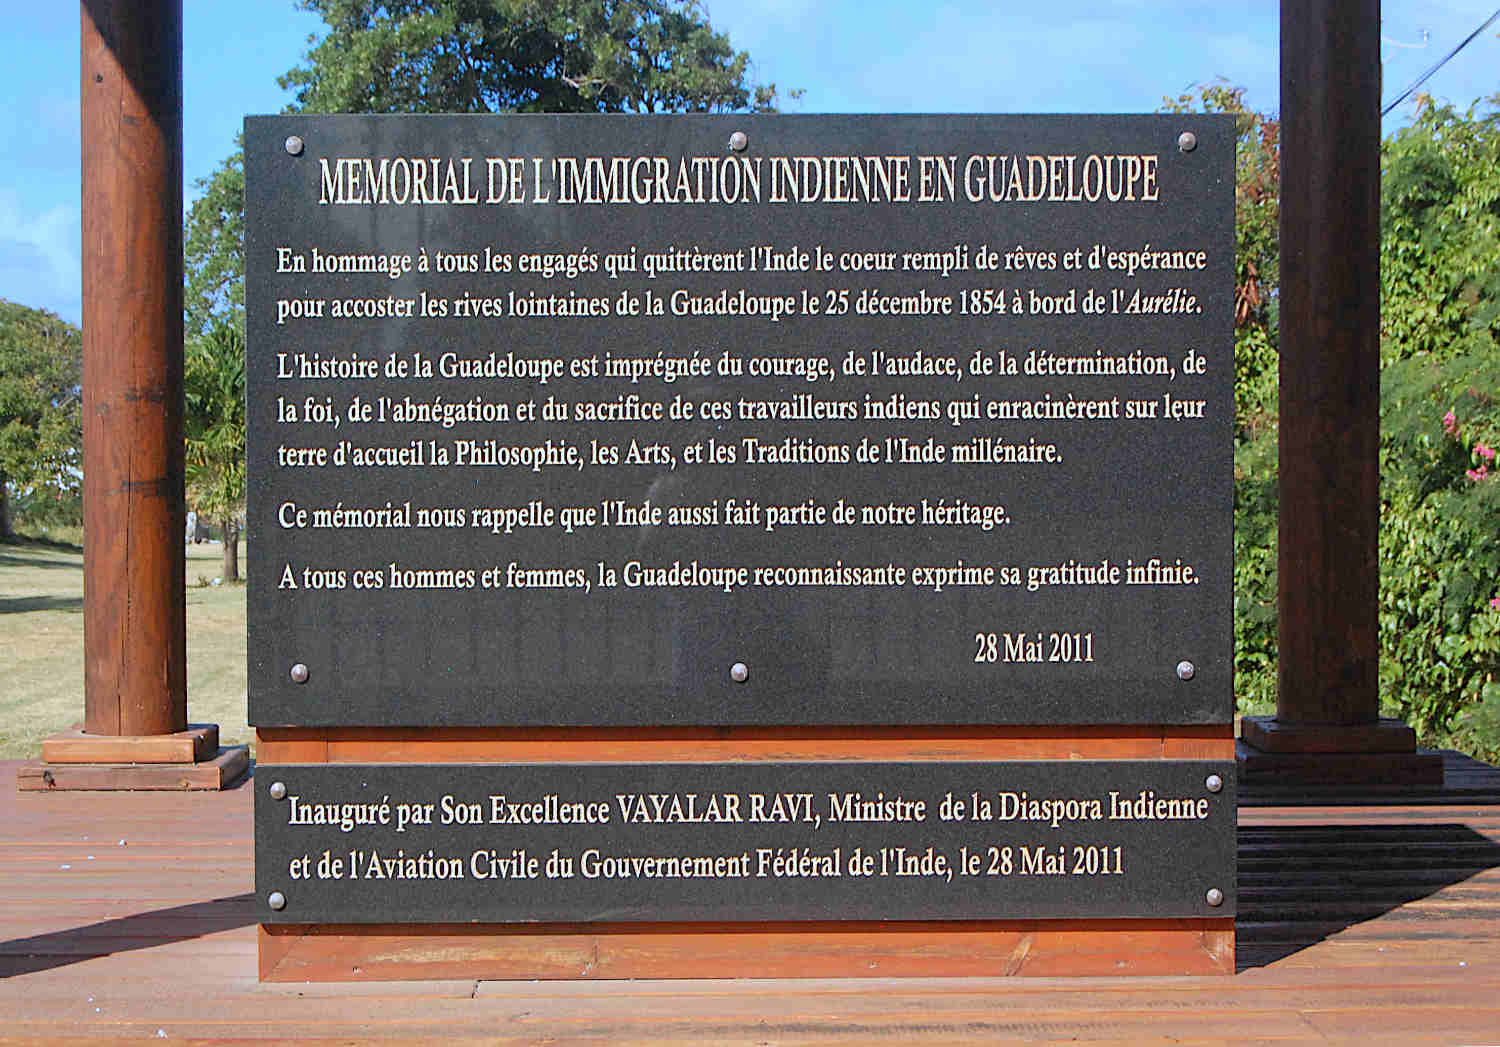 MEMORIAL DE L'IMMIGRATION INDIENNE EN GUADELOUPE
En hommage à tous les engagés qui quittèrent l'Inde le coeur rempli de rêves et d'espérance
pour accoster les rives lointaines de la Guadeloupe le 25 décembre 1854 à bord de l'Aurélie.
L'histoire de la Guadeloupe est imprégnée du courage, de l'audace, de la détermination, de
la foi, de l'abnégation et du sacrifice de ces travailleurs indiens qui enracinèrent sur leur
terre d'accueil la Philosophie, les Arts, et les Traditions de l'Inde millénaire.
Ce mémorial nous rappelle que l'Inde aussi fait partie de notre héritage.
A tous ces hommes et femmes, la Guadeloupe reconnaissante exprime sa gratitude infinie.
28 Mai 2011
Inauguré par Son Excellence VAYALAR RAVI, Ministre de la Diaspora Indienne
et de l'Aviation Civile du Gouvernement Fédéral de l'Inde, le 28 Mai 2011